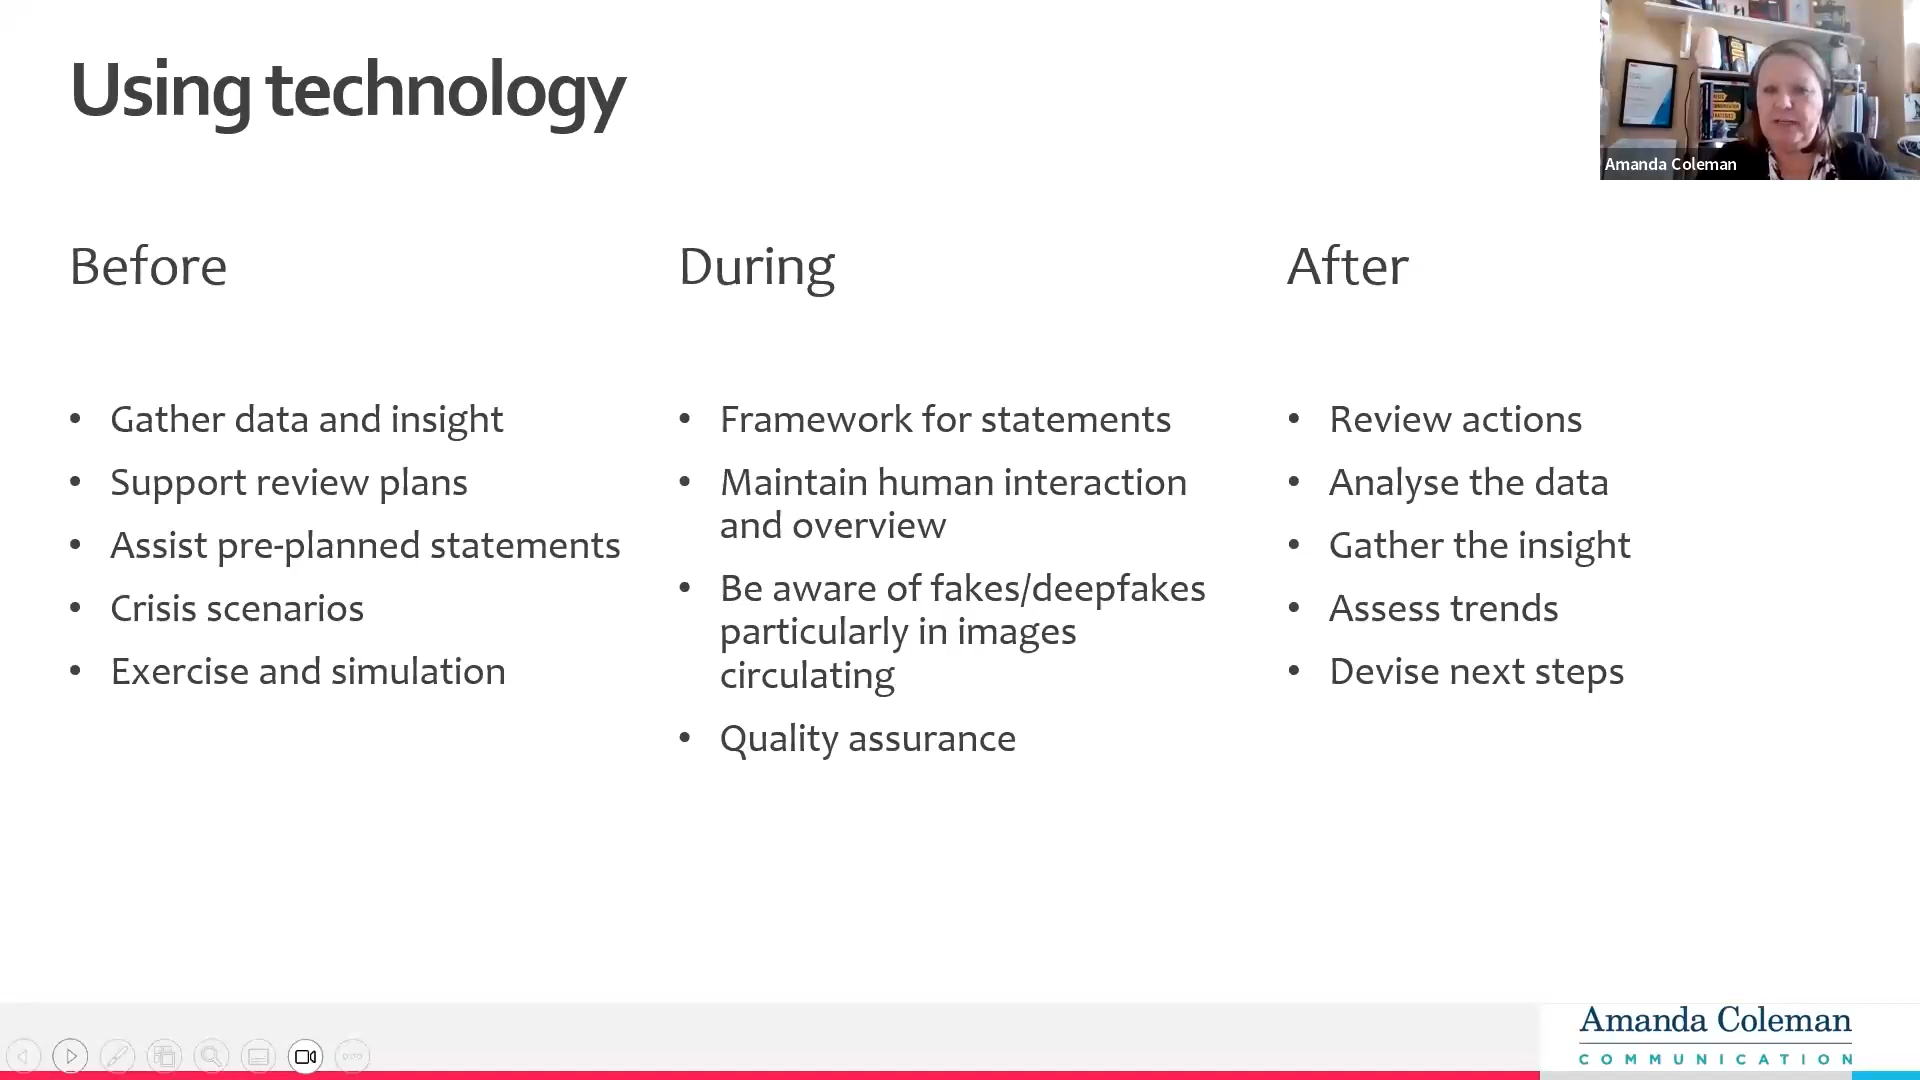 Using technology
Amanda Coleman
Before
Gather data and insight
Support review plans
Assist pre-planned statements
Crisis scenarios
Exercise and simulation
During
Framework for statements
Maintain human interaction
and overview
Be aware of fakes/deepfakes
particularly in images
circulating
Quality assurance
After
Review actions
Analyse the data
Gather the insight
Assess trends
Devise next steps
Amanda Coleman
COMMUNICATION